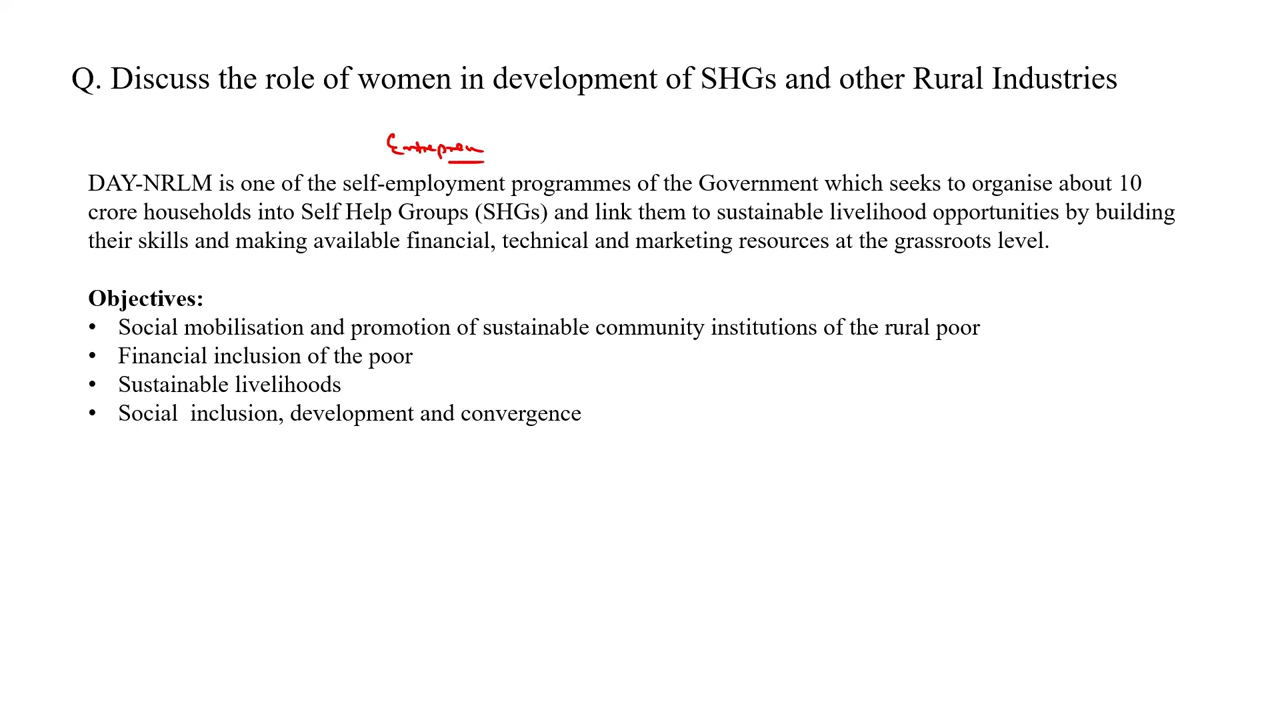 Q. Discuss the role of women in development of SHGs and other Rural Industries
Entrepren
DAY-NRLM is one of the self-employment programmes of the Government which seeks to organise about 10
crore households into Self Help Groups (SHGs) and link them to sustainable livelihood opportunities by building
their skills and making available financial, technical and marketing resources at the grassroots level.
Objectives:
• Social mobilisation and promotion of sustainable community institutions of the rural poor
• Financial inclusion of the poor
• Sustainable livelihoods
• Social inclusion, development and convergence